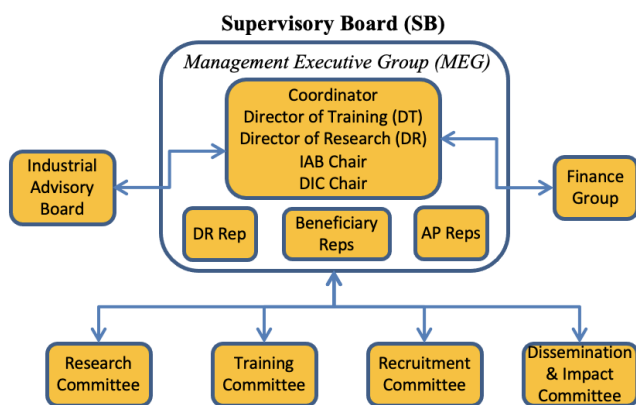 Supervisory Board (SB)
Management Executive Group (MEG)
Coordinator
Director of Training (DT)
Director of Research (DR)
IAB Chair
DIC Chair
Industrial
Advisory
Board
Finance
Group
DR Rep
Beneficiary
Reps
AP Reps
Research
Committee
Training
Committee
Recruitment
Committee
Dissemination
& Impact
Committee